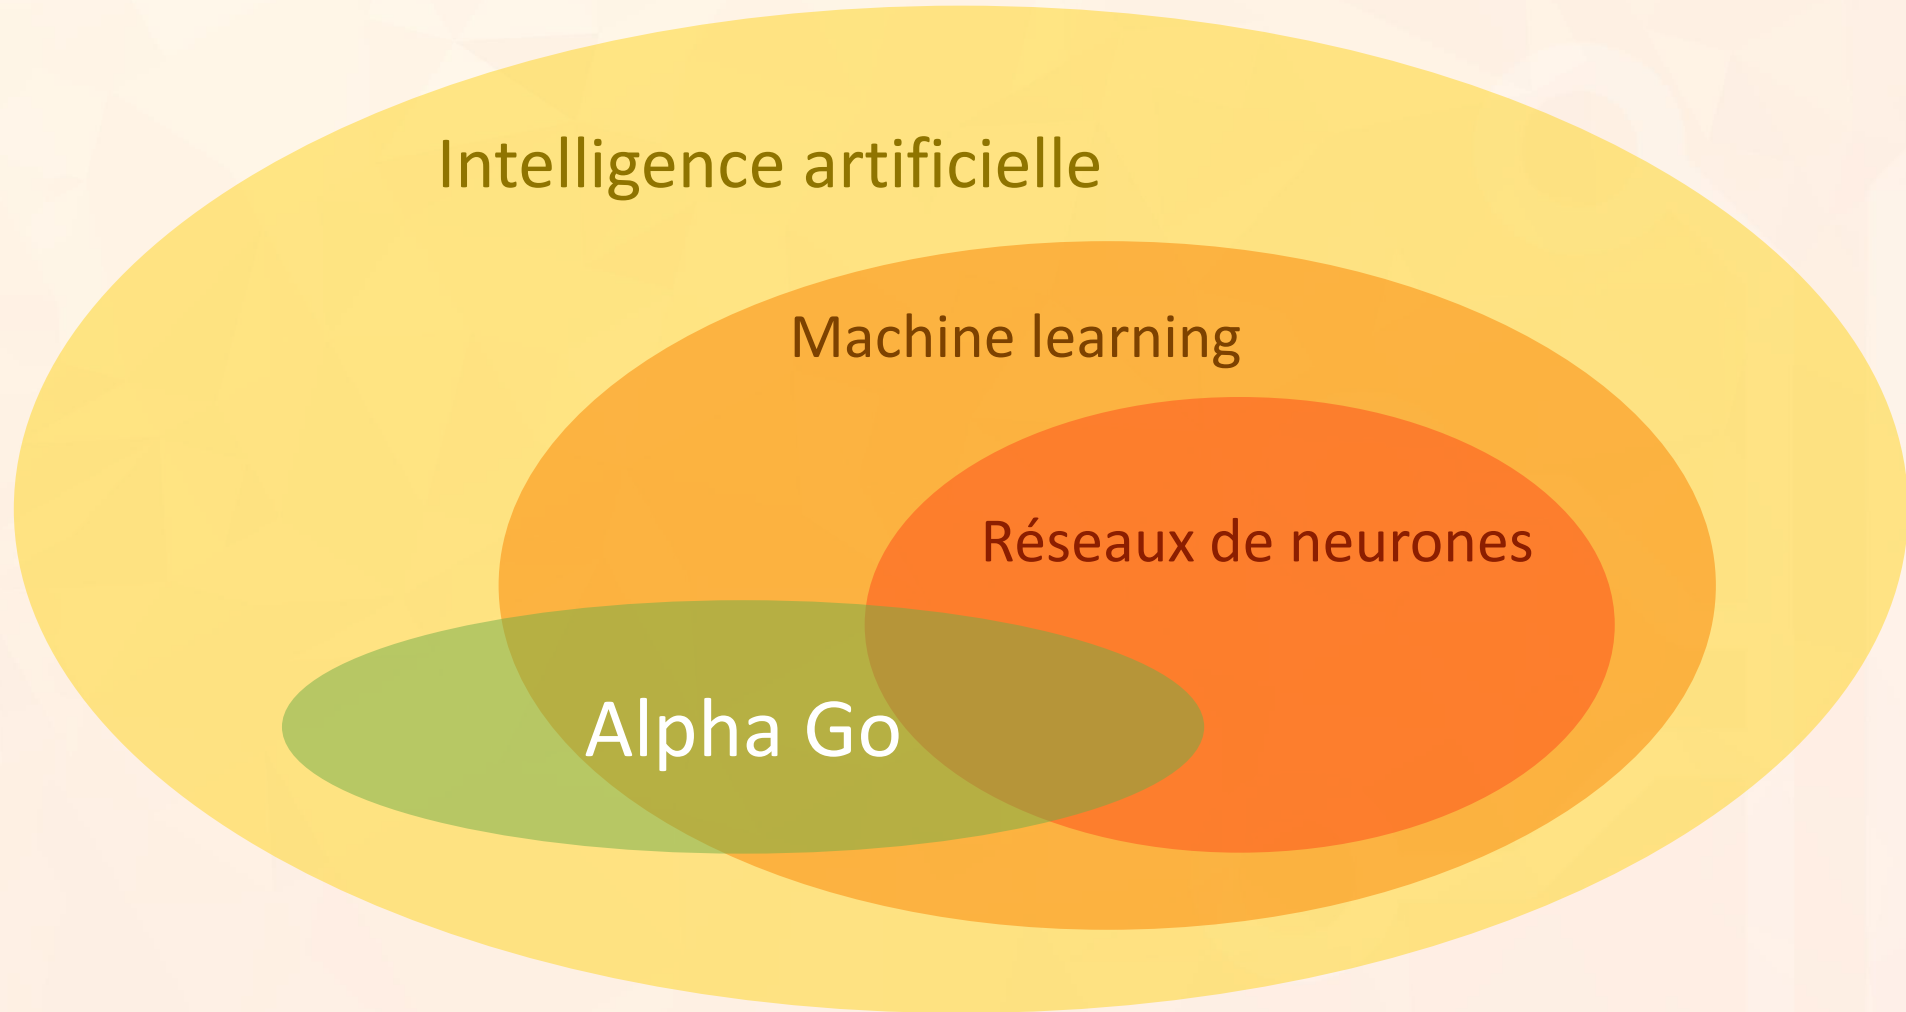 Intelligence artificielle
Machine learning
Réseaux de neurones
Alpha Go